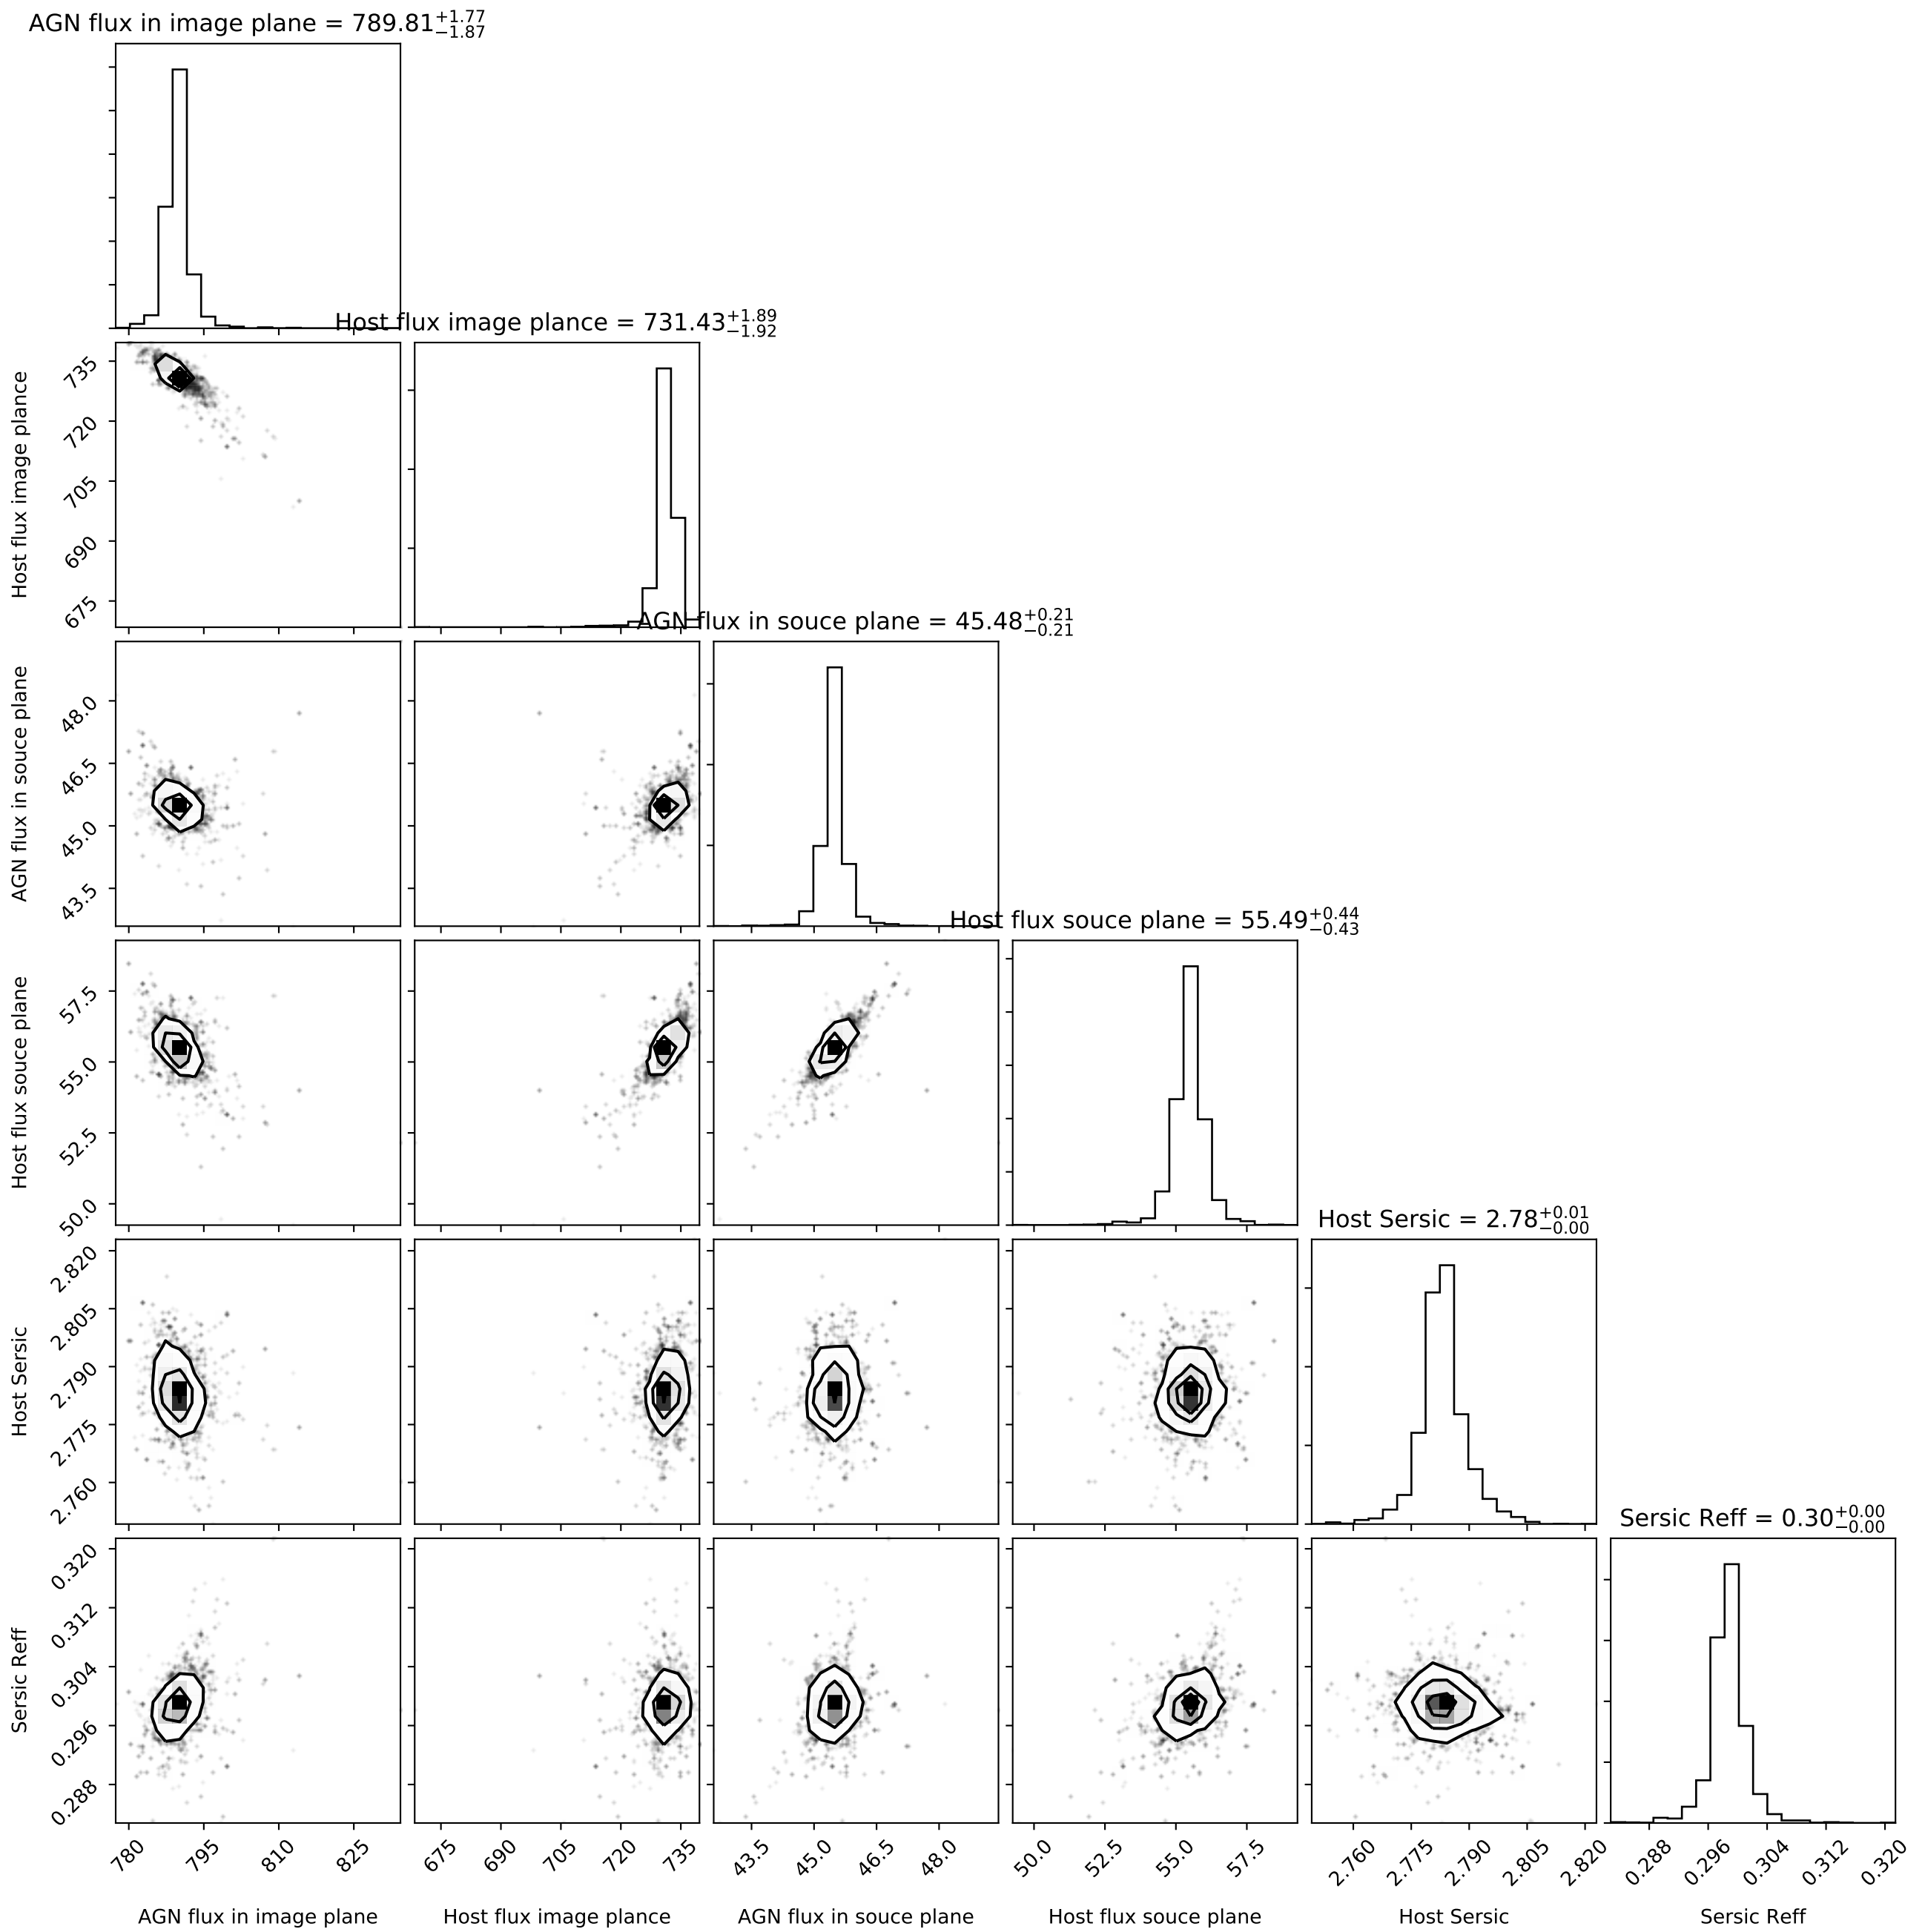 AGN flux in image plane = 789.81+1.77−1.87
Host flux image plance = 731.43+1.89−1.92
735
720
705
690
675
Host flux image plance
AGN flux in souce plane = 45.48+0.21−0.21
48.0
46.5
45.0
43.5
AGN flux in souce plane
Host flux souce plane = 55.49+0.44−0.43
57.5
55.0
52.5
50.0
Host flux souce plane
Host Sersic = 2.78+0.01−0.00
2.820
2.805
2.790
2.775
2.760
Host Sersic
Sersic Reff = 0.30+0.00−0.00
0.320
0.312
0.304
0.296
0.288
Sersic Reff
780 795 810 825
675 690 705 720 735
43.5 45.0 46.5 48.0
50.0 52.5 55.0 57.5
2.760 2.775 2.790 2.805 2.820
0.288 0.296 0.304 0.312 0.320
AGN flux in image plane
Host flux image plance
AGN flux in souce plane
Host flux souce plane
Host Sersic
Sersic Reff